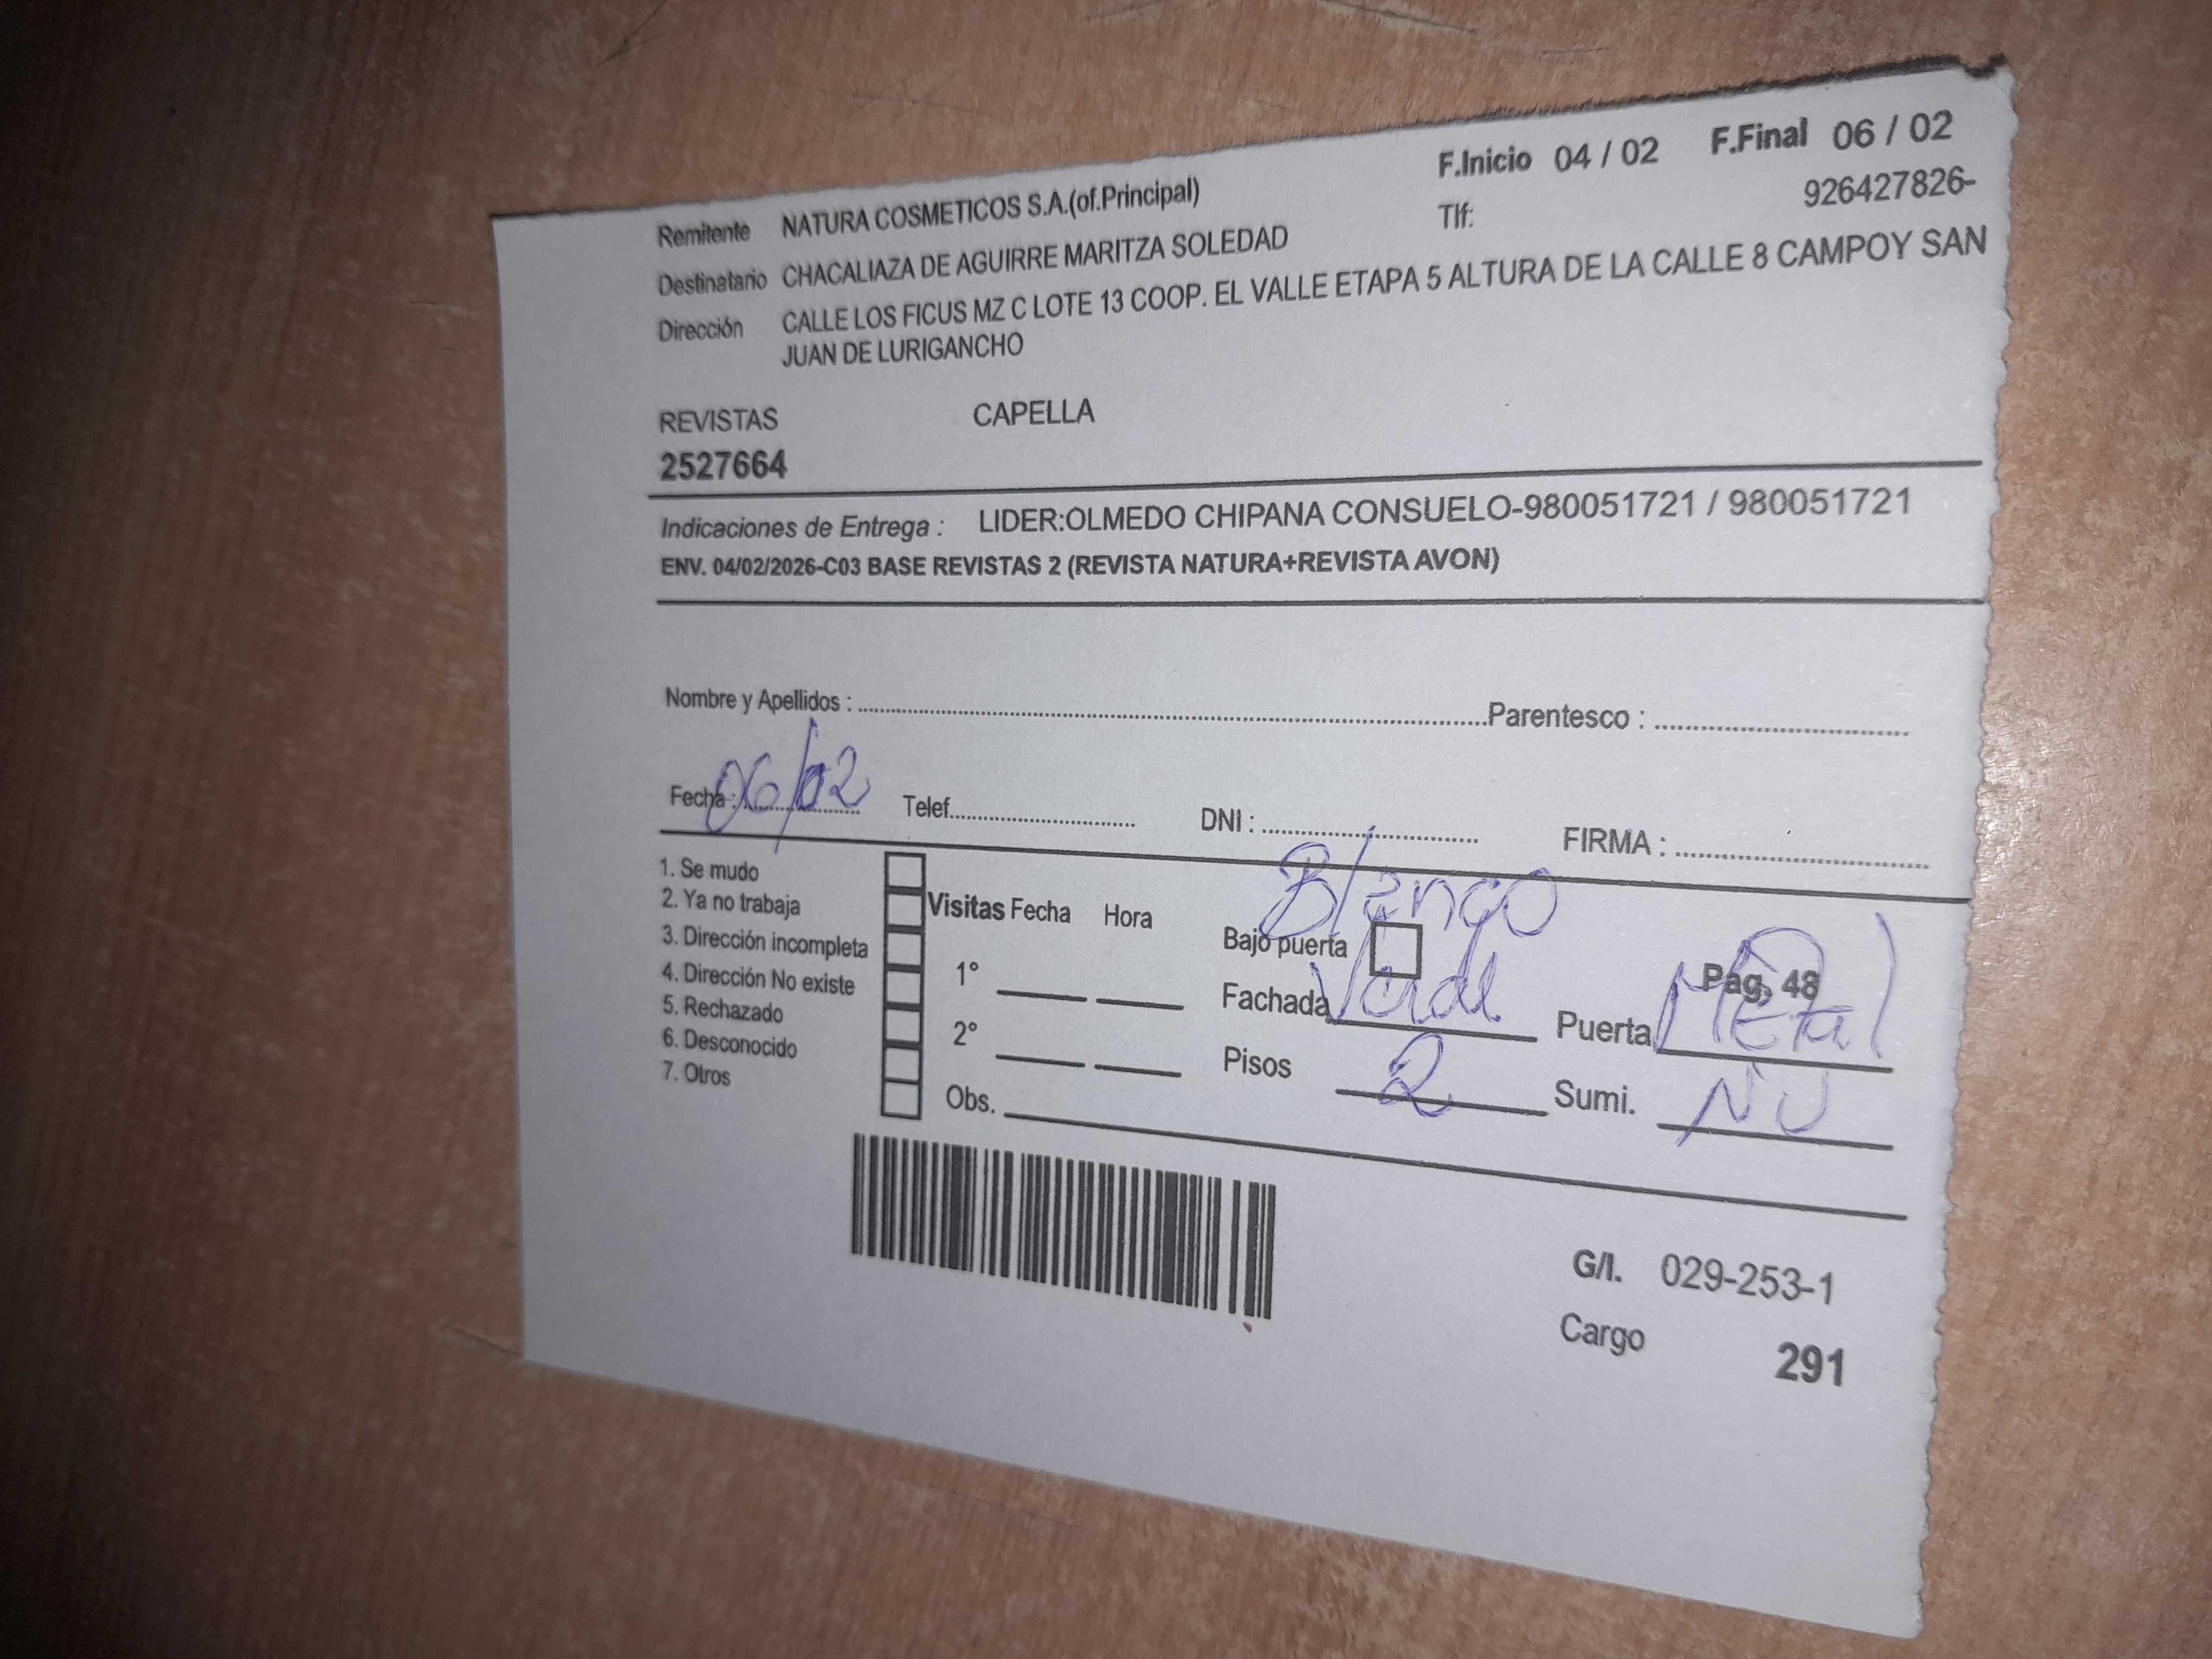 F.Inicio 04 / 02 F.Final 06 / 02
Remitente NATURA COSMETICOS S.A.(of.Principal)
Tlf: 926427826-
Destinatario CHACALIAZA DE AGUIRRE MARITZA SOLEDAD
Dirección CALLE LOS FICUS MZ C LOTE 13 COOP. EL VALLE ETAPA 5 ALTURA DE LA CALLE 8 CAMPOY SAN
JUAN DE LURIGANCHO
REVISTAS CAPELLA
2527664
Indicaciones de Entrega : LIDER:OLMEDO CHIPANA CONSUELO-980051721 / 980051721
ENV. 04/02/2026-C03 BASE REVISTAS 2 (REVISTA NATURA+REVISTA AVON)
Nombre y Apellidos : Parentesco :
Fecha : 06/02 Telef. DNI : FIRMA :
1. Se mudo
2. Ya no trabaja
3. Dirección incompleta
4. Dirección No existe
5. Rechazado
6. Desconocido
7. Otros
Visitas Fecha Hora
1°
2°
Obs.
Blanco
Bajo puerta
Pag. 48
Fachada Verde Puerta Metal
Pisos 2 Sumi. NU
G/I. 029-253-1
Cargo 291